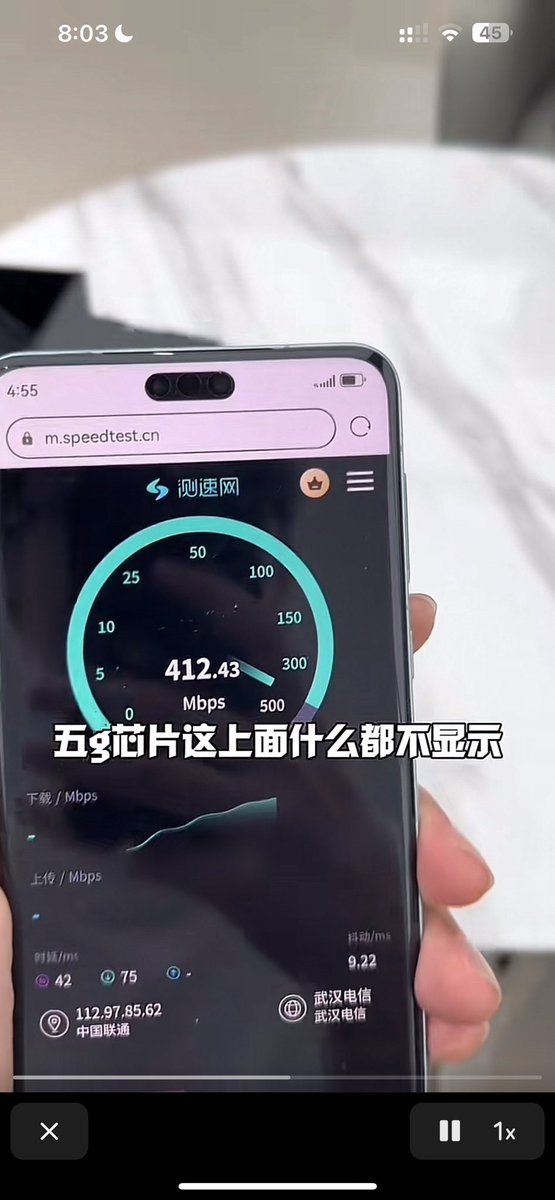 8:03
45
4:55
m.speedtest.cn
测速网
50
25
100
10
150
5
412.43
300
0
Mbps
500
五g芯片这上面什么都不显示
下载 / Mbps
上传 / Mbps
时延/ms
抖动/ms
42
75
-
9.22
112.97.85.62
中国联通
武汉电信
武汉电信
1x